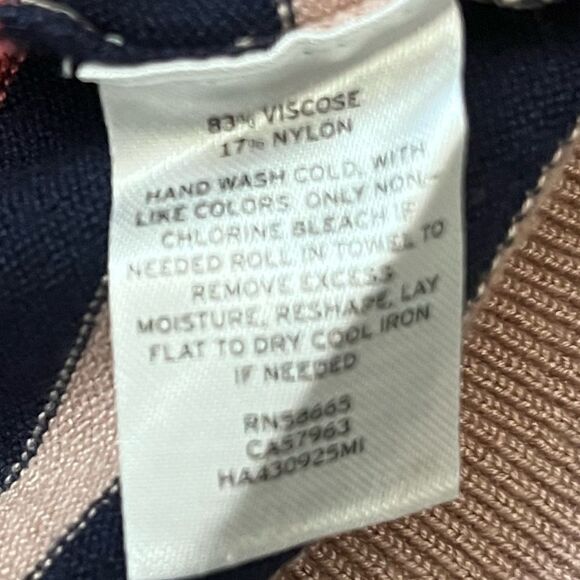 83% VISCOSE
17% NYLON
HAND WASH COLD, WITH
LIKE COLORS. ONLY NON-
CHLORINE BLEACH IF
NEEDED ROLL IN TOWEL TO
REMOVE EXCESS
MOISTURE, RESHAPE, LAY
FLAT TO DRY COOL IRON
IF NEEDED
RN58665
CA57963
HA430925MI